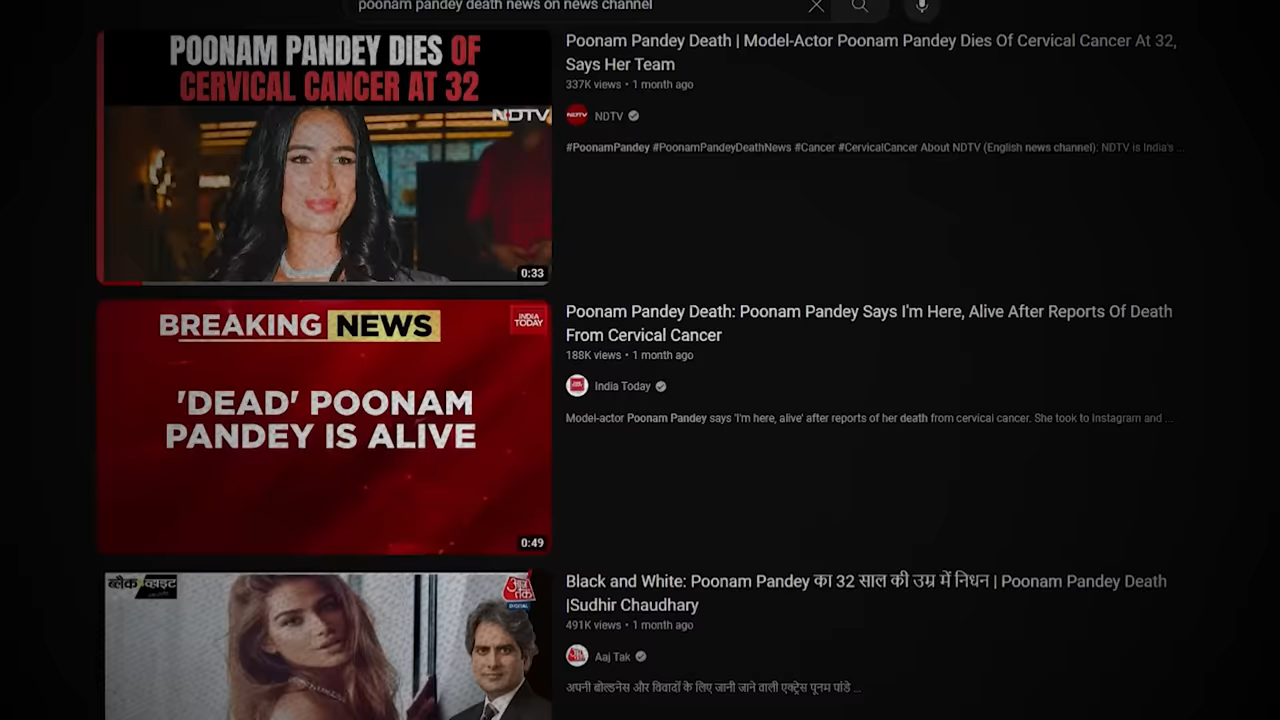 poonam pandey death news on news channel
POONAM PANDEY DIES OF
CERVICAL CANCER AT 32
NDTV
0:33
Poonam Pandey Death | Model-Actor Poonam Pandey Dies Of Cervical Cancer At 32,
Says Her Team
337K views • 1 month ago
NDTV
NDTV
#PoonamPandey #PoonamPandeyDeathNews #Cancer #CervicalCancer About NDTV (English news channel): NDTV is India's ...
BREAKING NEWS
INDIA
TODAY
'DEAD' POONAM
PANDEY IS ALIVE
0:49
Poonam Pandey Death: Poonam Pandey Says I'm Here, Alive After Reports Of Death
From Cervical Cancer
188K views • 1 month ago
India Today
Model-actor Poonam Pandey says 'I'm here, alive' after reports of her death from cervical cancer. She took to Instagram and ...
ब्लैक व्हाइट
आज
तक
Black and White: Poonam Pandey का 32 साल की उम्र में निधन | Poonam Pandey Death
|Sudhir Chaudhary
491K views • 1 month ago
Aaj Tak
अपनी बोल्डनेस और विवादों के लिए जानी जाने वाली एक्ट्रेस पूनम पांडे ...